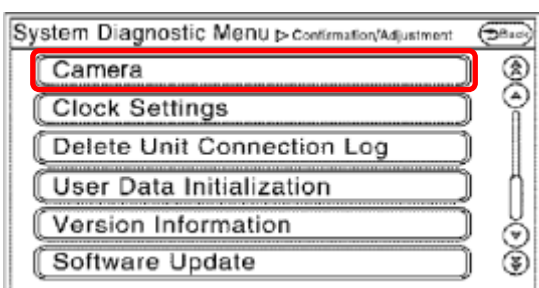 System Diagnostic Menu ▷ Confirmation/Adjustment Back
Camera
Clock Settings
Delete Unit Connection Log
User Data Initialization
Version Information
Software Update